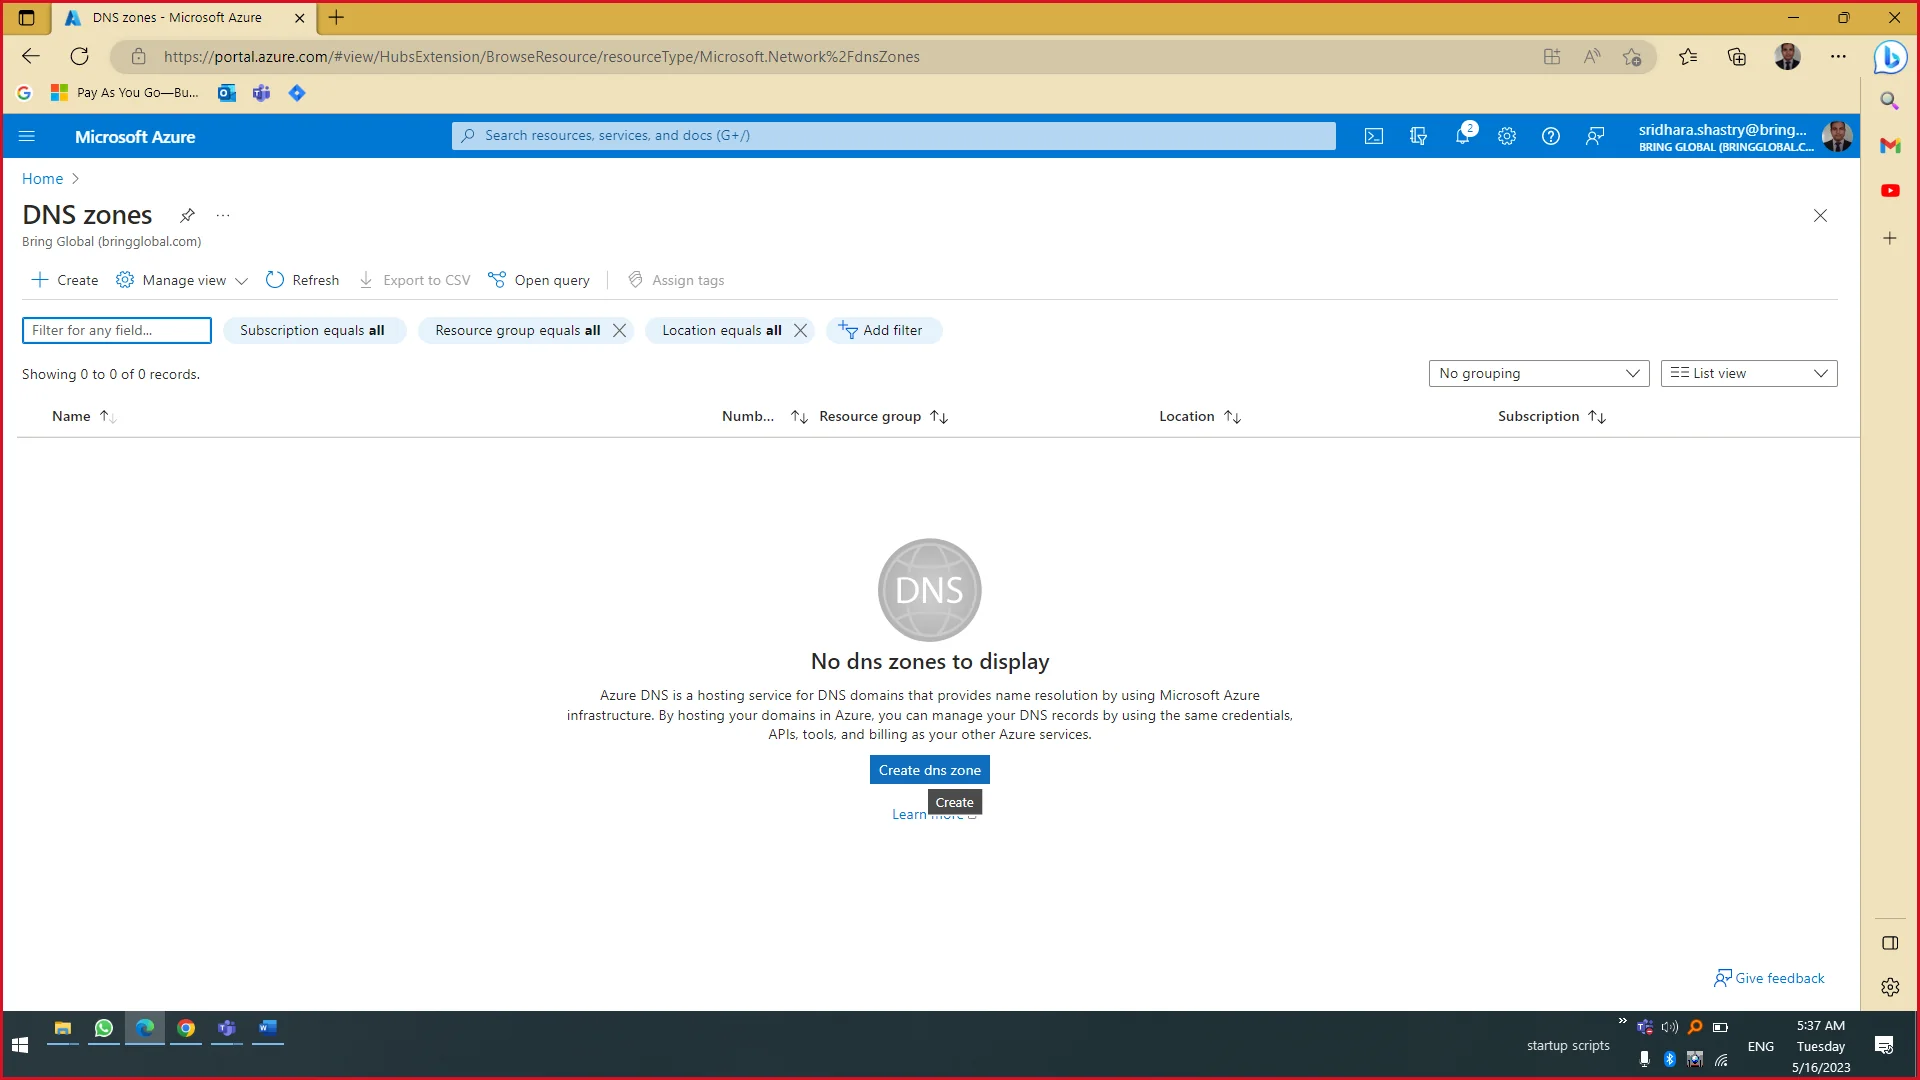 DNS zones - Microsoft Azure
https://portal.azure.com/#view/HubsExtension/BrowseResource/resourceType/Microsoft.Network%2FdnsZones
Pay As You Go—Bu...
Microsoft Azure
Search resources, services, and docs (G+/)
2
sridhara.shastry@bring...
BRING GLOBAL (BRINGGLOBAL.C...
Home
DNS zones
Bring Global (bringglobal.com)
Create
Manage view
Refresh
Export to CSV
Open query
Assign tags
Filter for any field...
Subscription equals all
Resource group equals all
Location equals all
Add filter
Showing 0 to 0 of 0 records.
No grouping
List view
Name
Numb...
Resource group
Location
Subscription
DNS
No dns zones to display
Azure DNS is a hosting service for DNS domains that provides name resolution by using Microsoft Azure
infrastructure. By hosting your domains in Azure, you can manage your DNS records by using the same credentials,
APIs, tools, and billing as your other Azure services.
Create dns zone
Create
Learn more
Give feedback
startup scripts
ENG
5:37 AM
Tuesday
5/16/2023